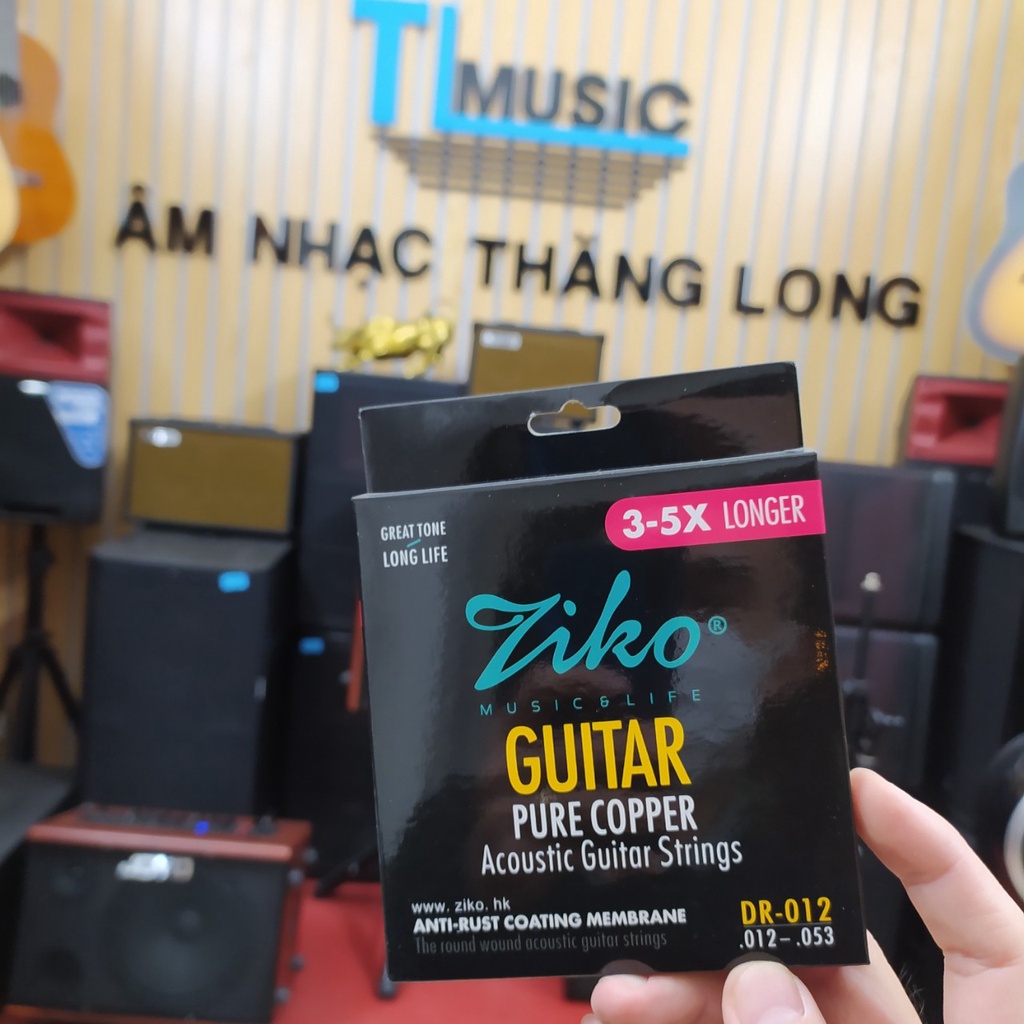 TL MUSIC
ÂM NHẠC THĂNG LONG
GREAT TONE
LONG LIFE
3-5X LONGER
Ziko®
MUSIC & LIFE
GUITAR
PURE COPPER
Acoustic Guitar Strings
www.ziko.hk
ANTI-RUST COATING MEMBRANE
The round wound acoustic guitar strings
DR-012
.012-.053